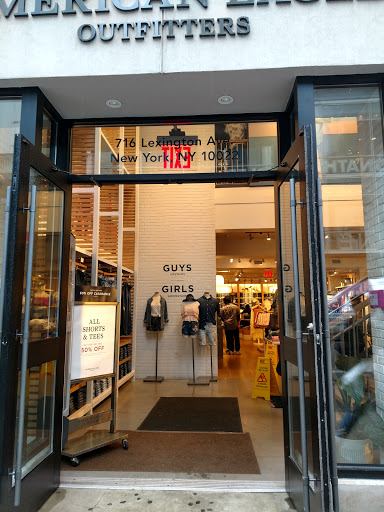 OUTFITTERS
716 Lexington Ave
New York, NY 10022
EXIT
GUYS
GIRLS
ALL
SHORTS
& TEES
50% OFF